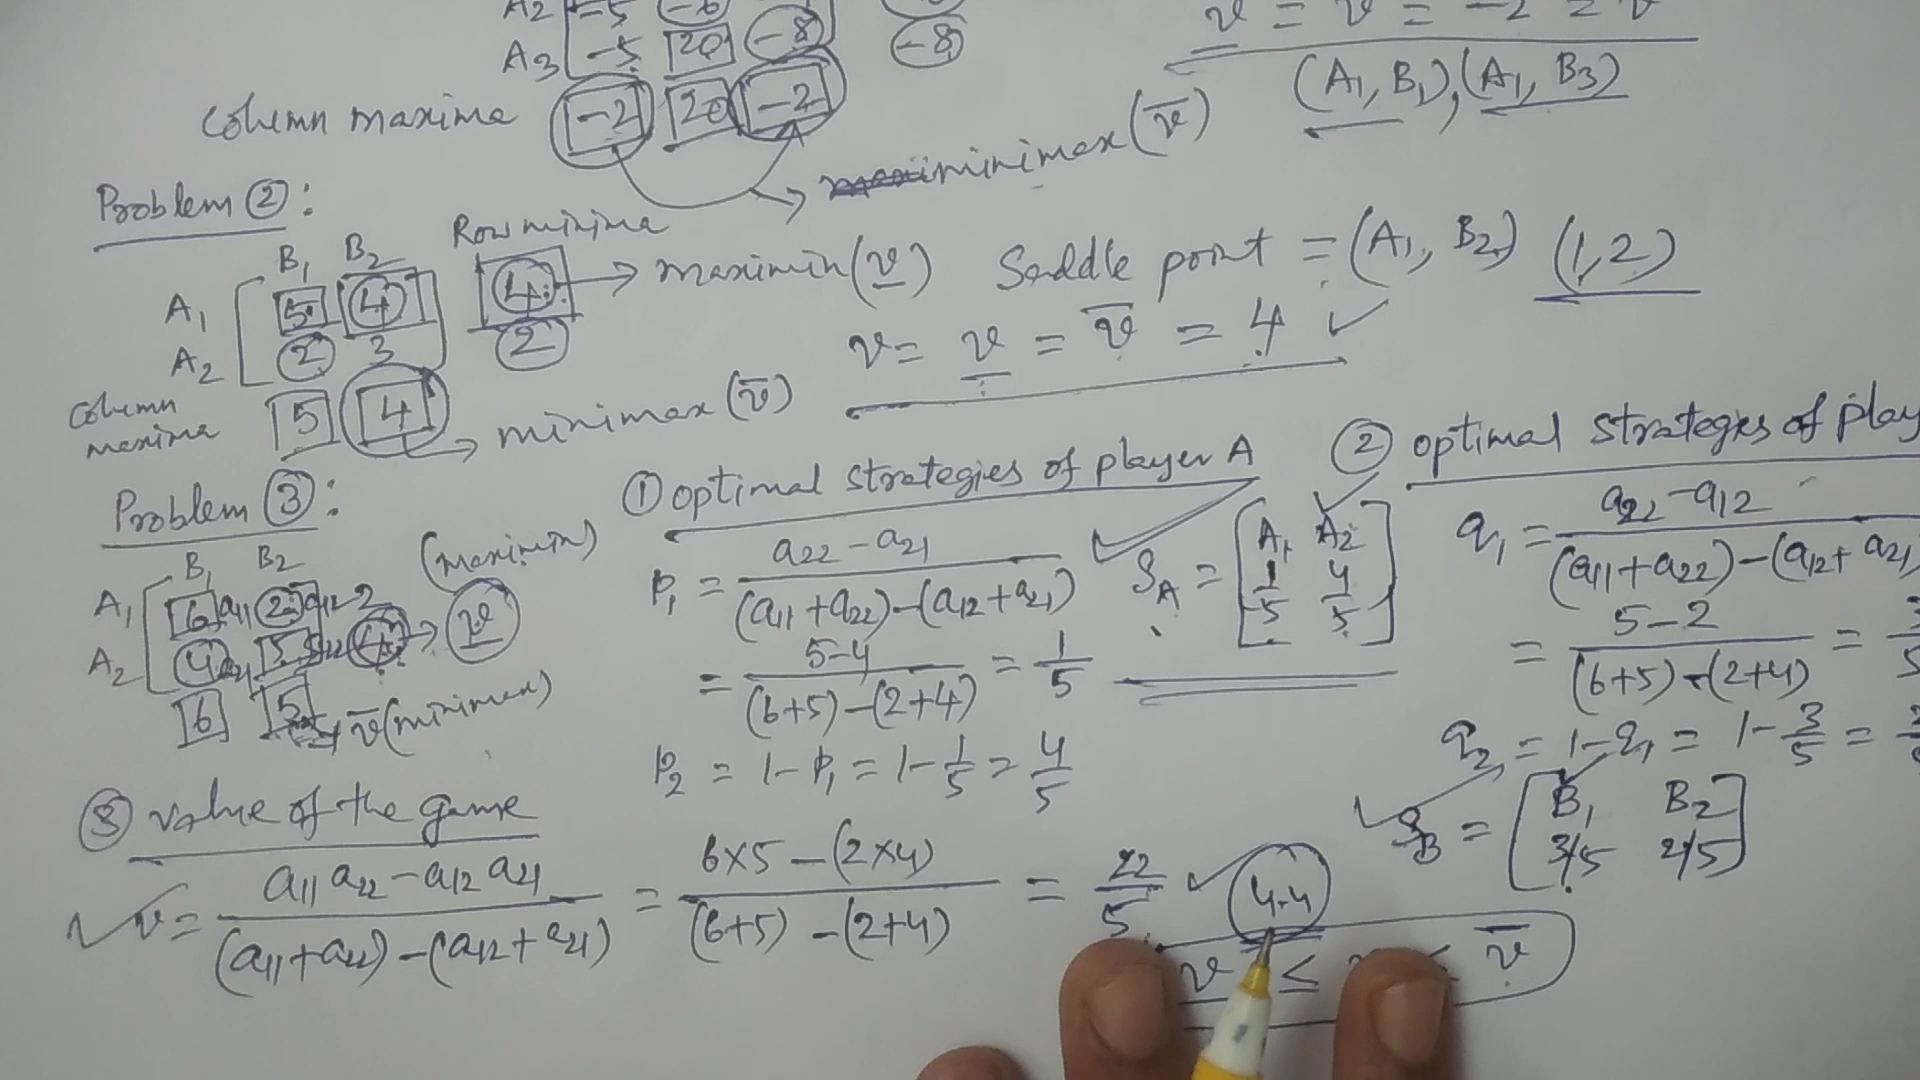 A2 -5 -6
A3 -5 20 -8 -8
v = v̅ = -2 = v
(A1, B1), (A1, B3)
column maxima -2 20 -2
minimax (v̅)
Problem ②:
B1 B2 Row minima
A1 5 4 4 → maximin (v)
A2 2 3 2
column maxima 5 4 → minimax (v̅)
Saddle point = (A1, B2) (1,2)
v = v = v̅ = 4 ✓
Problem ③:
B1 B2 (maximin)
A1 6 a11 2 a12 2
A2 4 a21 5 a22 4 → v
6 5 → v̅ (minimax)
① optimal strategies of player A
P1 = a22 - a21 / (a11 + a22) - (a12 + a21)
= 5-4 / (6+5) - (2+4) = 1/5
P2 = 1 - P1 = 1 - 1/5 = 4/5
SA = [A1 A2
1/5 4/5]
② optimal strategies of play
q1 = a22 - a12 / (a11 + a22) - (a12 + a21
= 5-2 / (6+5) - (2+4) = 3/5
q2 = 1 - q1 = 1 - 3/5 =
SB = [B1 B2
3/5 2/5]
③ value of the game
v = a11 a22 - a12 a21 / (a11 + a22) - (a12 + a21)
= 6×5 - (2×4) / (6+5) - (2+4) = 22/5 4.4
v ≤ v̅